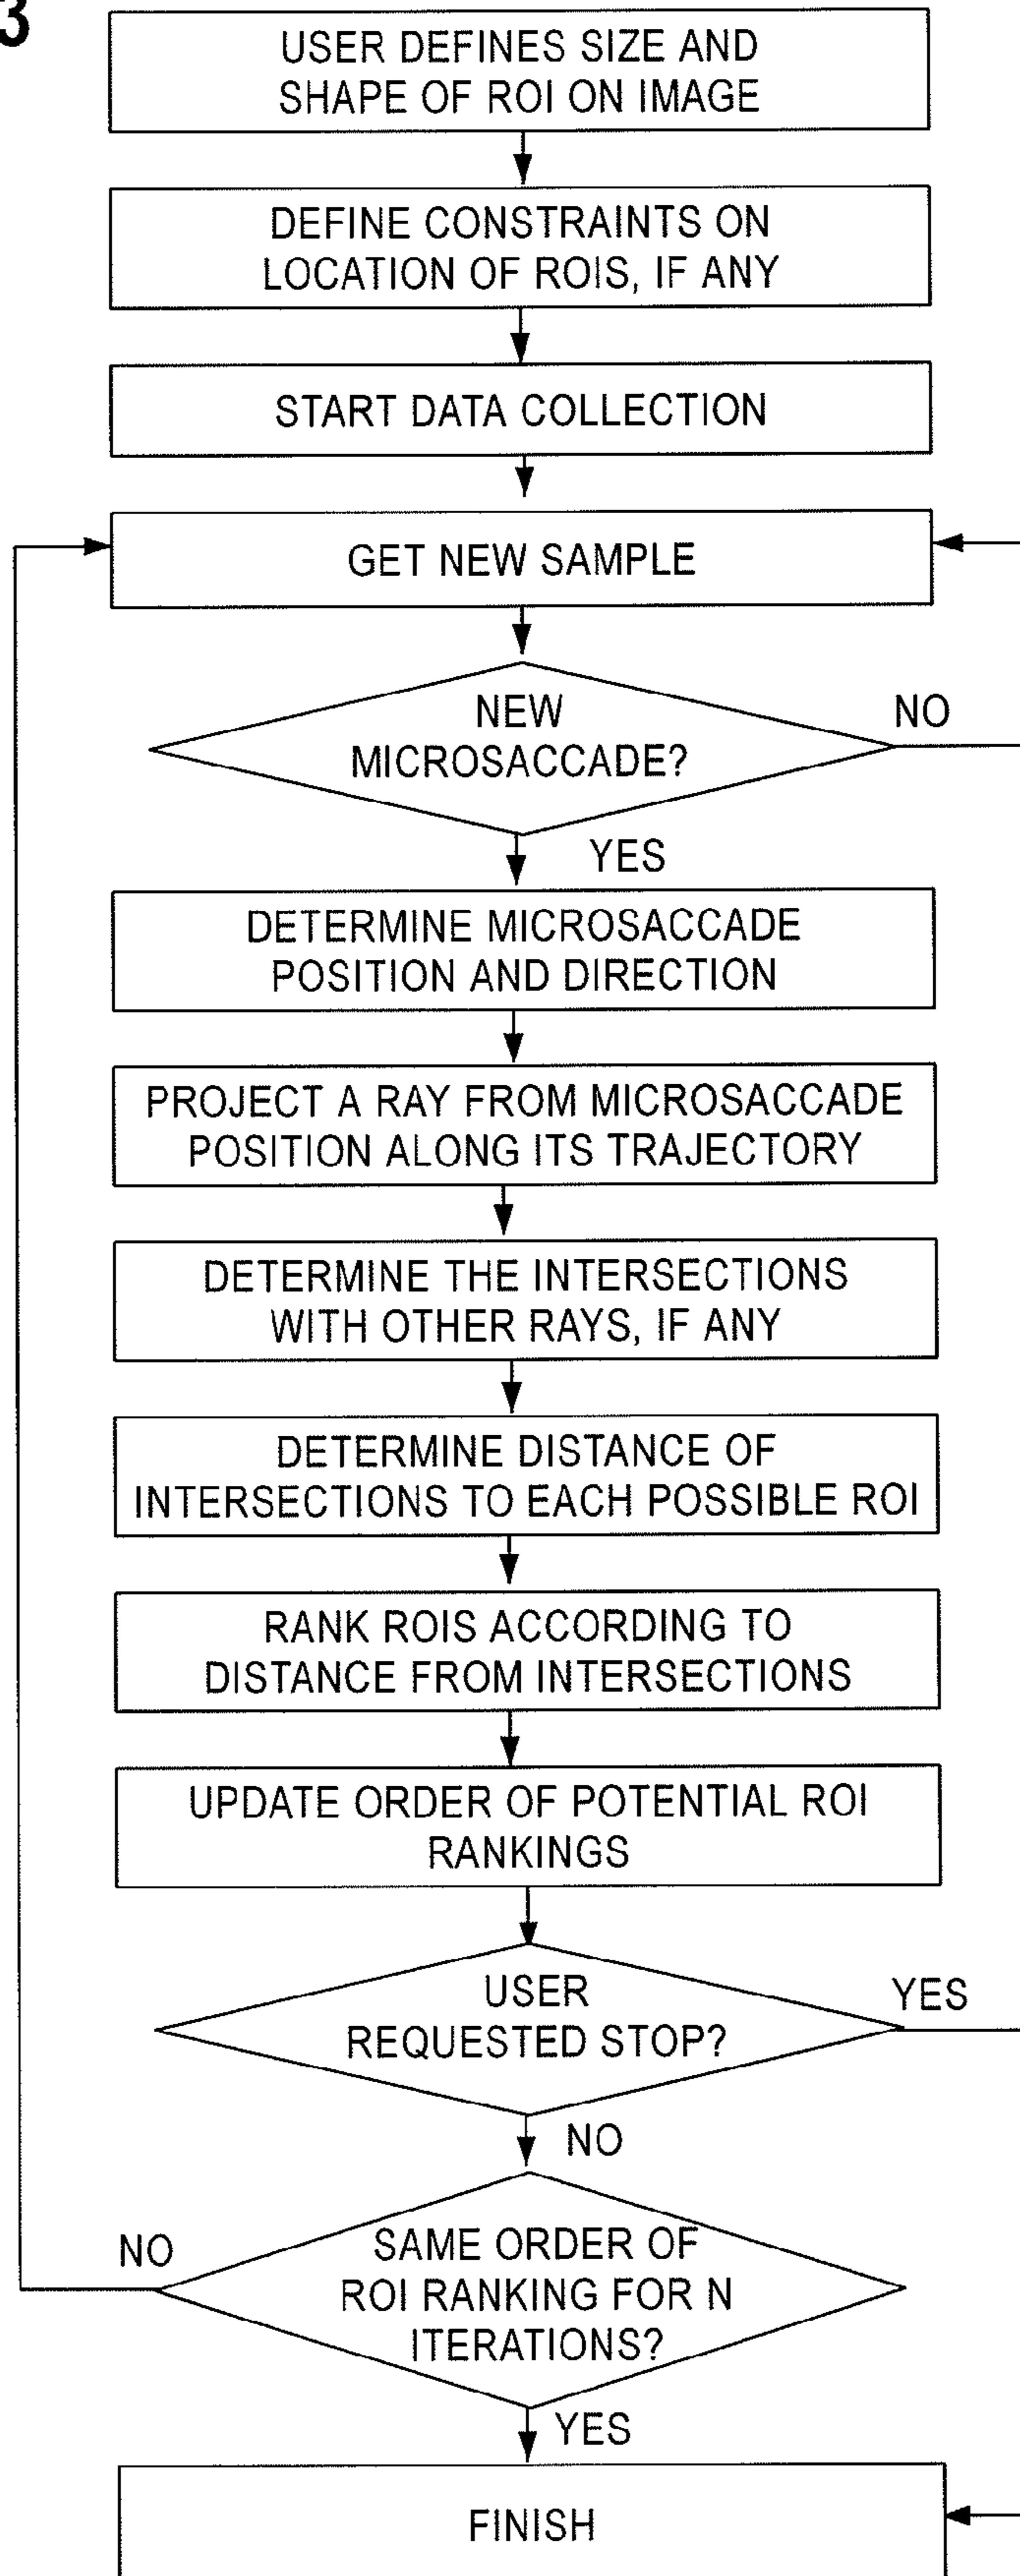 3
USER DEFINES SIZE AND
SHAPE OF ROI ON IMAGE
DEFINE CONSTRAINTS ON
LOCATION OF ROIS, IF ANY
START DATA COLLECTION
GET NEW SAMPLE
NEW
MICROSACCADE?
NO
YES
DETERMINE MICROSACCADE
POSITION AND DIRECTION
PROJECT A RAY FROM MICROSACCADE
POSITION ALONG ITS TRAJECTORY
DETERMINE THE INTERSECTIONS
WITH OTHER RAYS, IF ANY
DETERMINE DISTANCE OF
INTERSECTIONS TO EACH POSSIBLE ROI
RANK ROIS ACCORDING TO
DISTANCE FROM INTERSECTIONS
UPDATE ORDER OF POTENTIAL ROI
RANKINGS
USER
REQUESTED STOP?
YES
NO
NO
SAME ORDER OF
ROI RANKING FOR N
ITERATIONS?
YES
FINISH